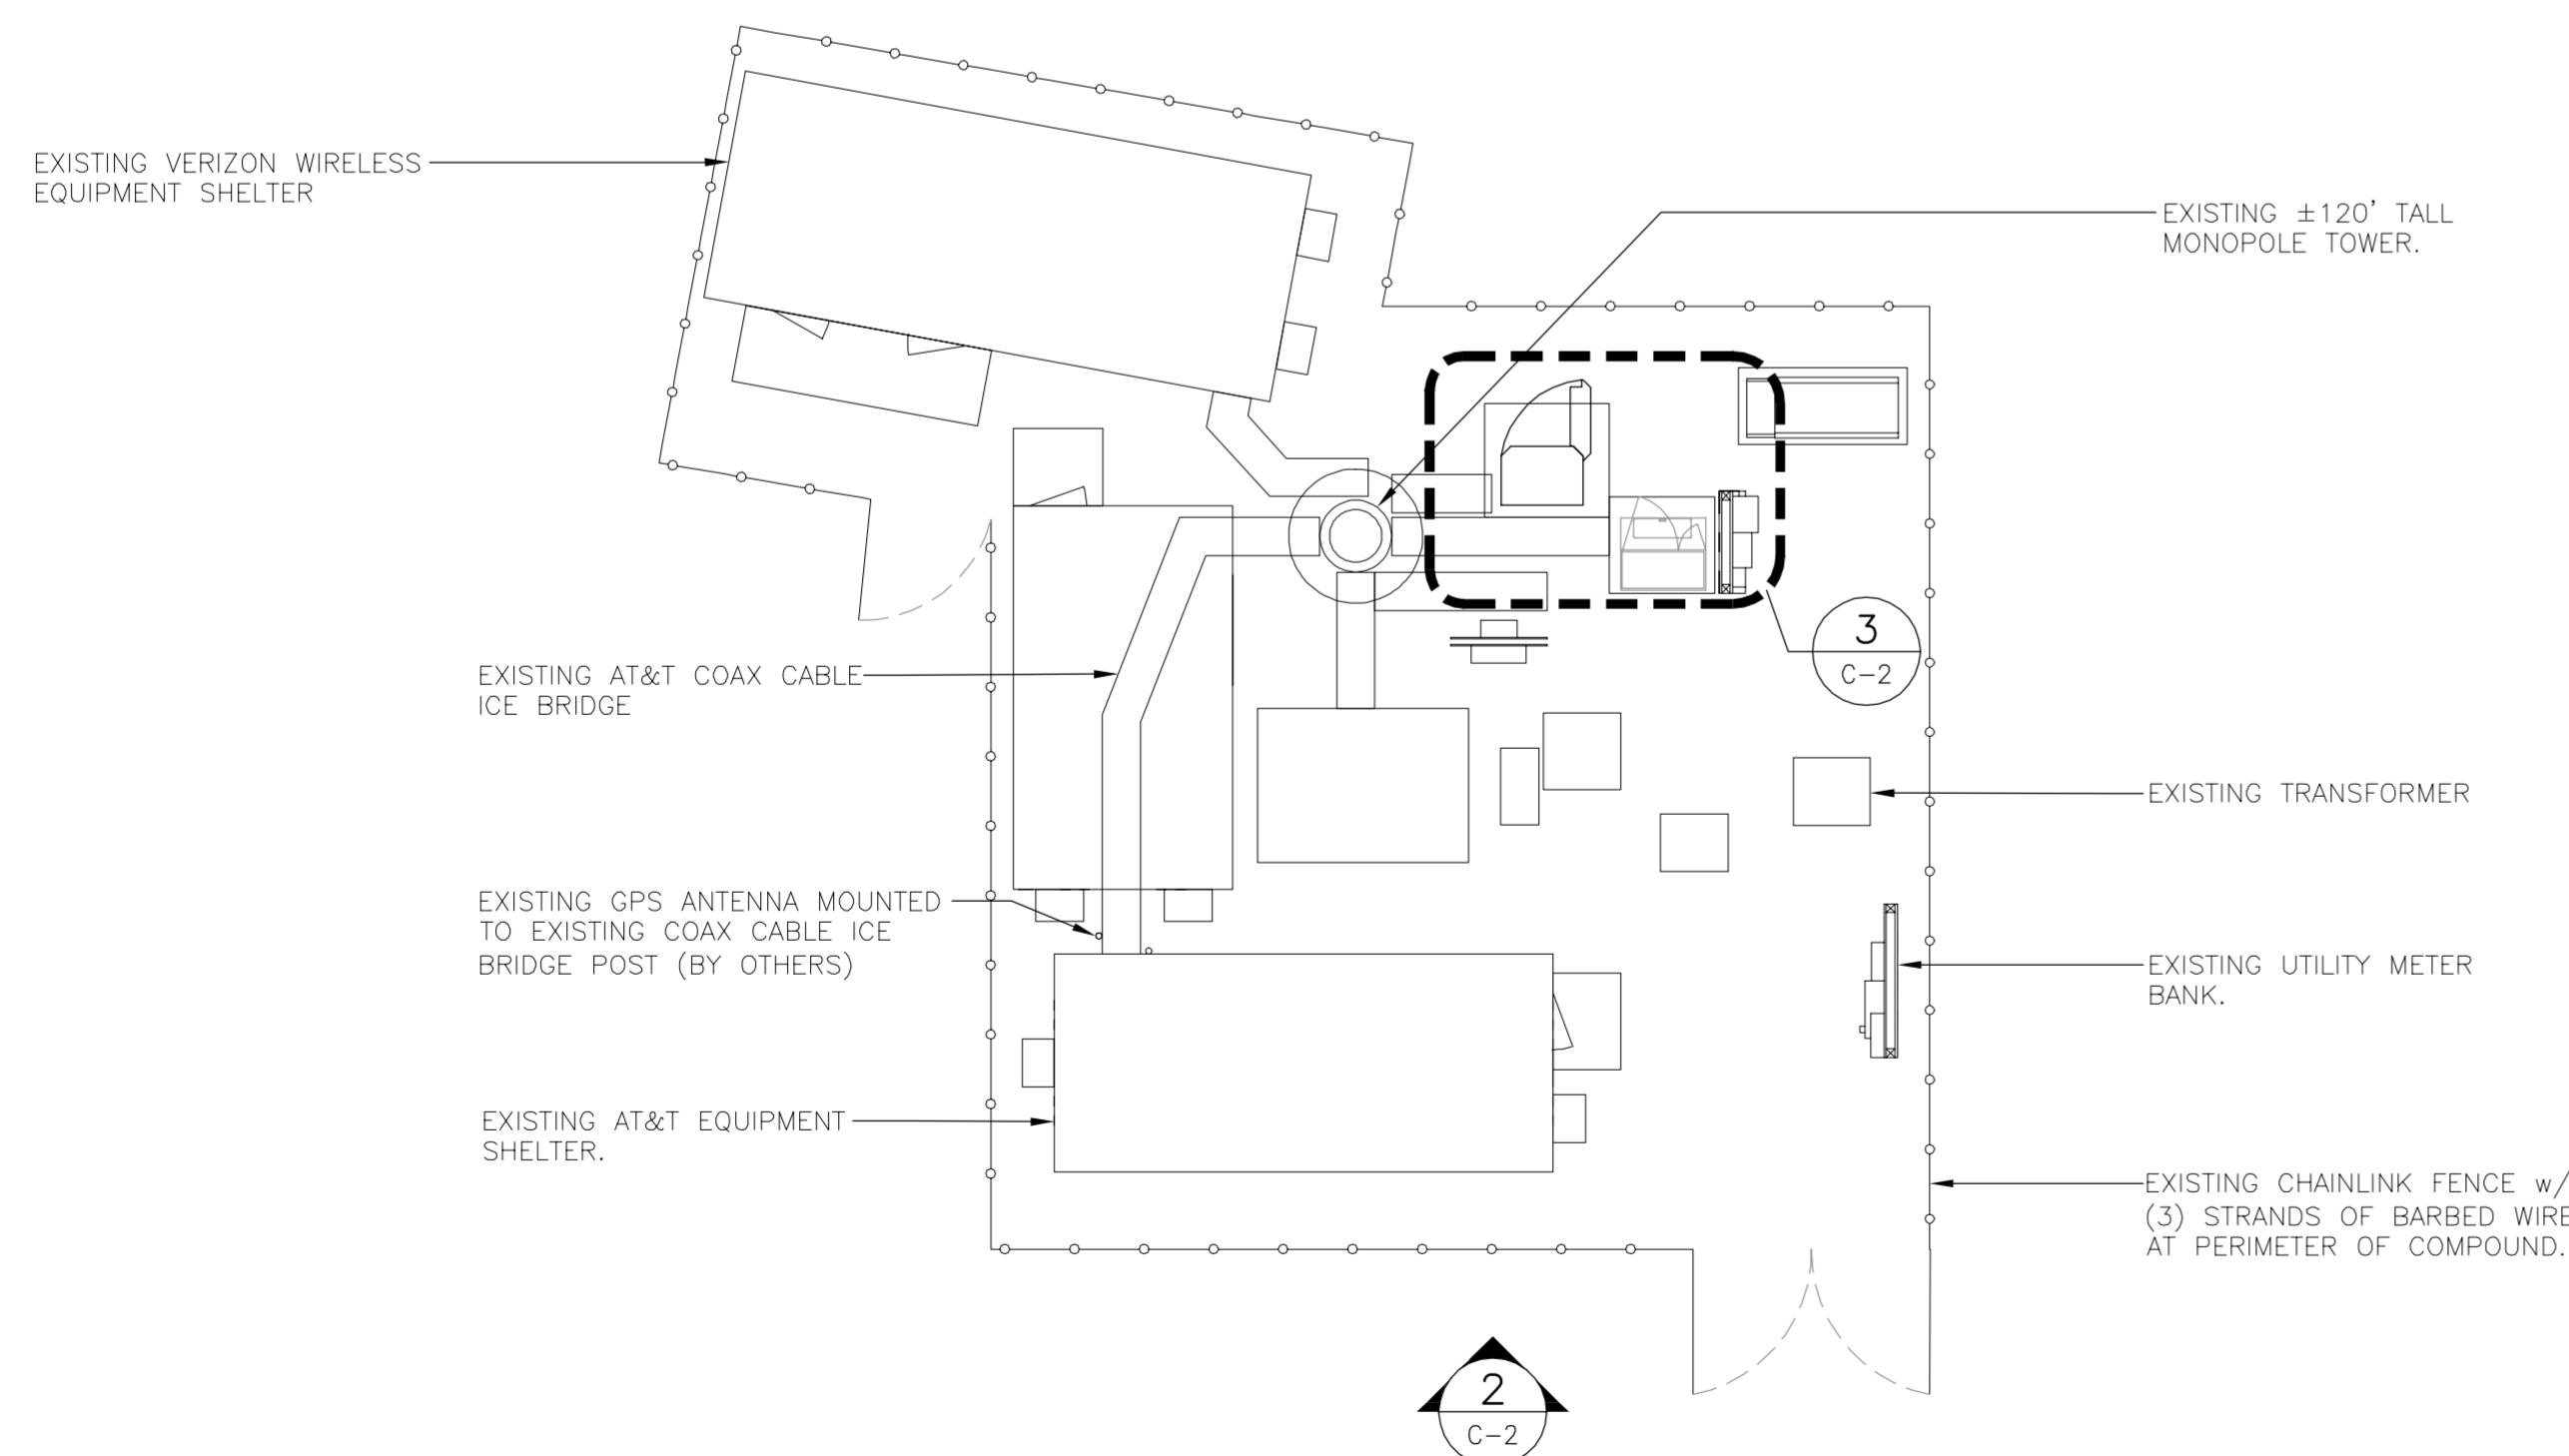 EXISTING VERIZON WIRELESS
EQUIPMENT SHELTER
EXISTING ±120' TALL
MONOPOLE TOWER.
3
C-2
EXISTING AT&T COAX CABLE
ICE BRIDGE
EXISTING TRANSFORMER
EXISTING GPS ANTENNA MOUNTED
TO EXISTING COAX CABLE ICE
BRIDGE POST (BY OTHERS)
EXISTING UTILITY METER
BANK.
EXISTING AT&T EQUIPMENT
SHELTER.
EXISTING CHAINLINK FENCE w/
(3) STRANDS OF BARBED WIRE
AT PERIMETER OF COMPOUND.
2
C-2